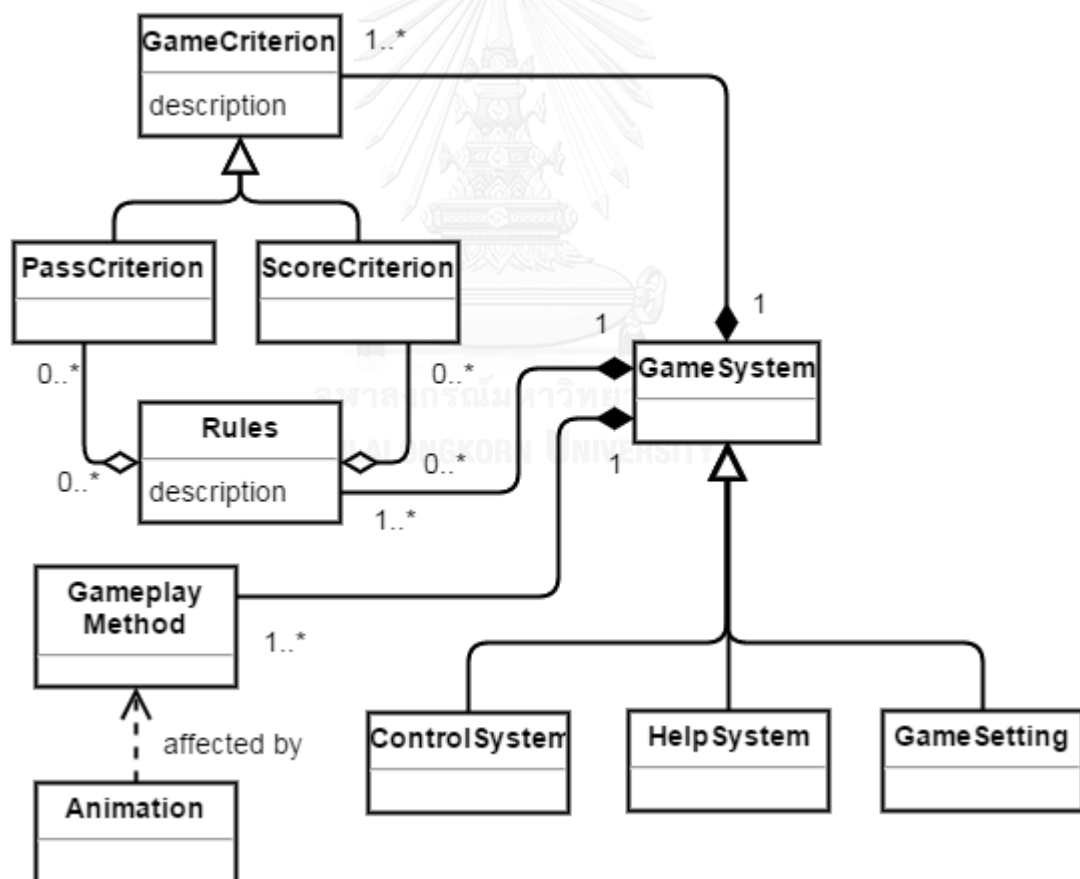 GameCriterion
1..*
description
PassCriterion
ScoreCriterion
1
1
0..*
0..*
GameSystem
Rules
0..*
0..*
description
1
1..*
Gameplay
Method
1..*
affected by
ControlSystem
HelpSystem
GameSetting
Animation